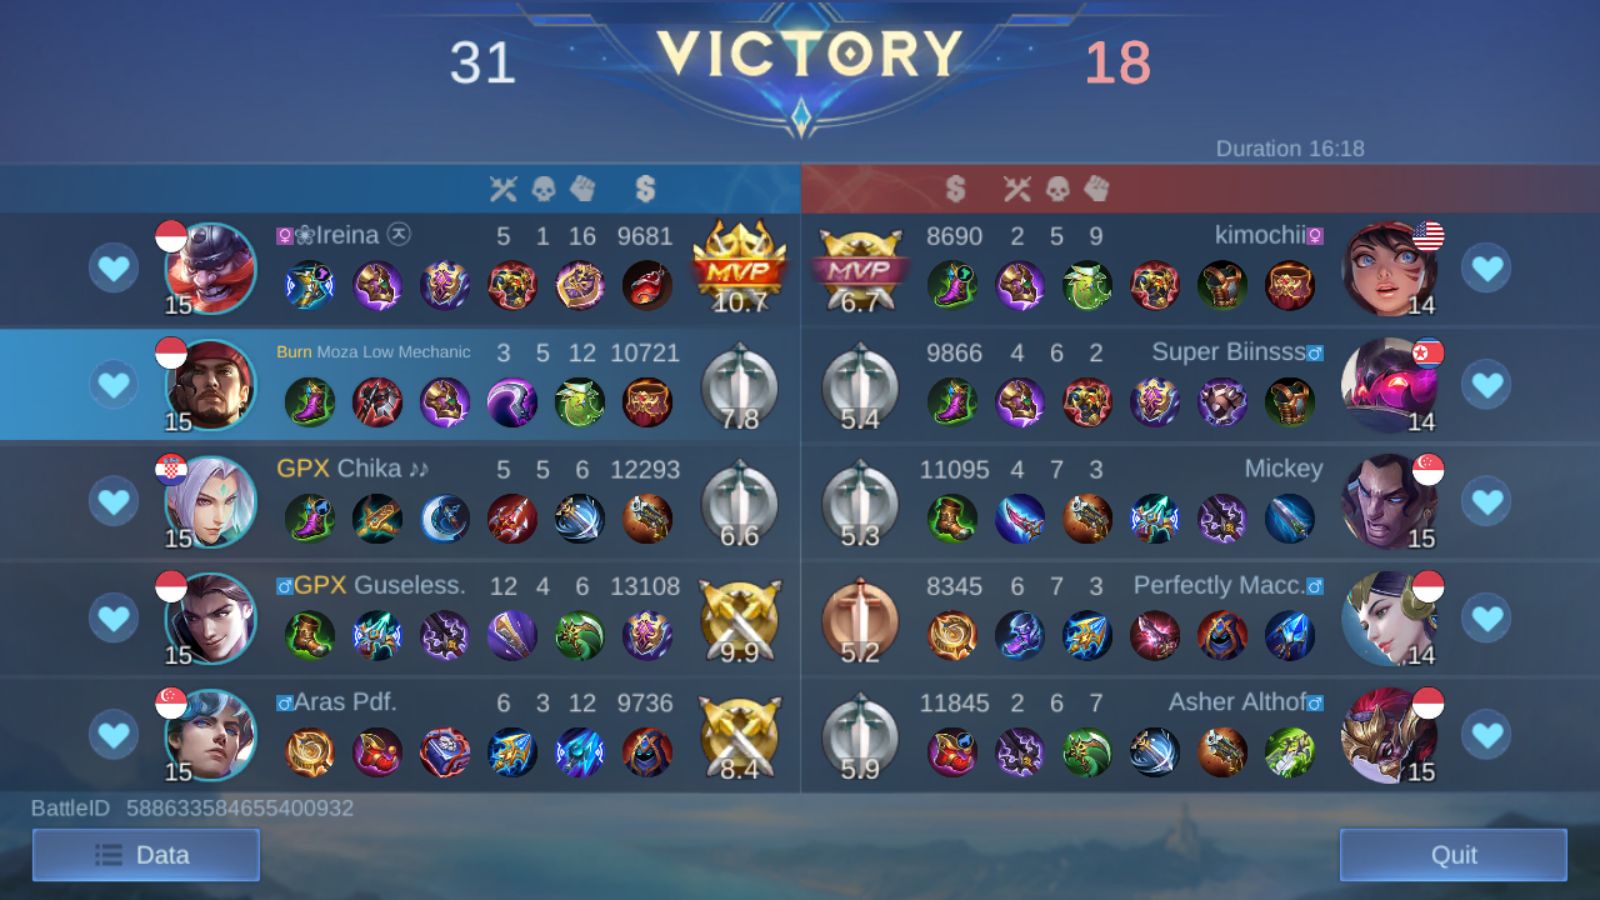 31 VICTORY 18
Duration 16:18
❀Ireina ㊛ 5 1 16 9681
15 MVP 10.7
MVP 6.7 8690 2 5 9 kimochii
14
Burn Moza Low Mechanic 3 5 12 10721
15 7.8
5.4 9866 4 6 2 Super Biinsss
14
GPX Chika ♪♪ 5 5 6 12293
15 6.6
5.3 11095 4 7 3 Mickey
15
GPX Guseless. 12 4 6 13108
15 9.9
5.2 8345 6 7 3 Perfectly Macc.
14
Aras Pdf. 6 3 12 9736
15 8.4
5.9 11845 2 6 7 Asher Althof
15
BattleID 588633584655400932
Data
Quit